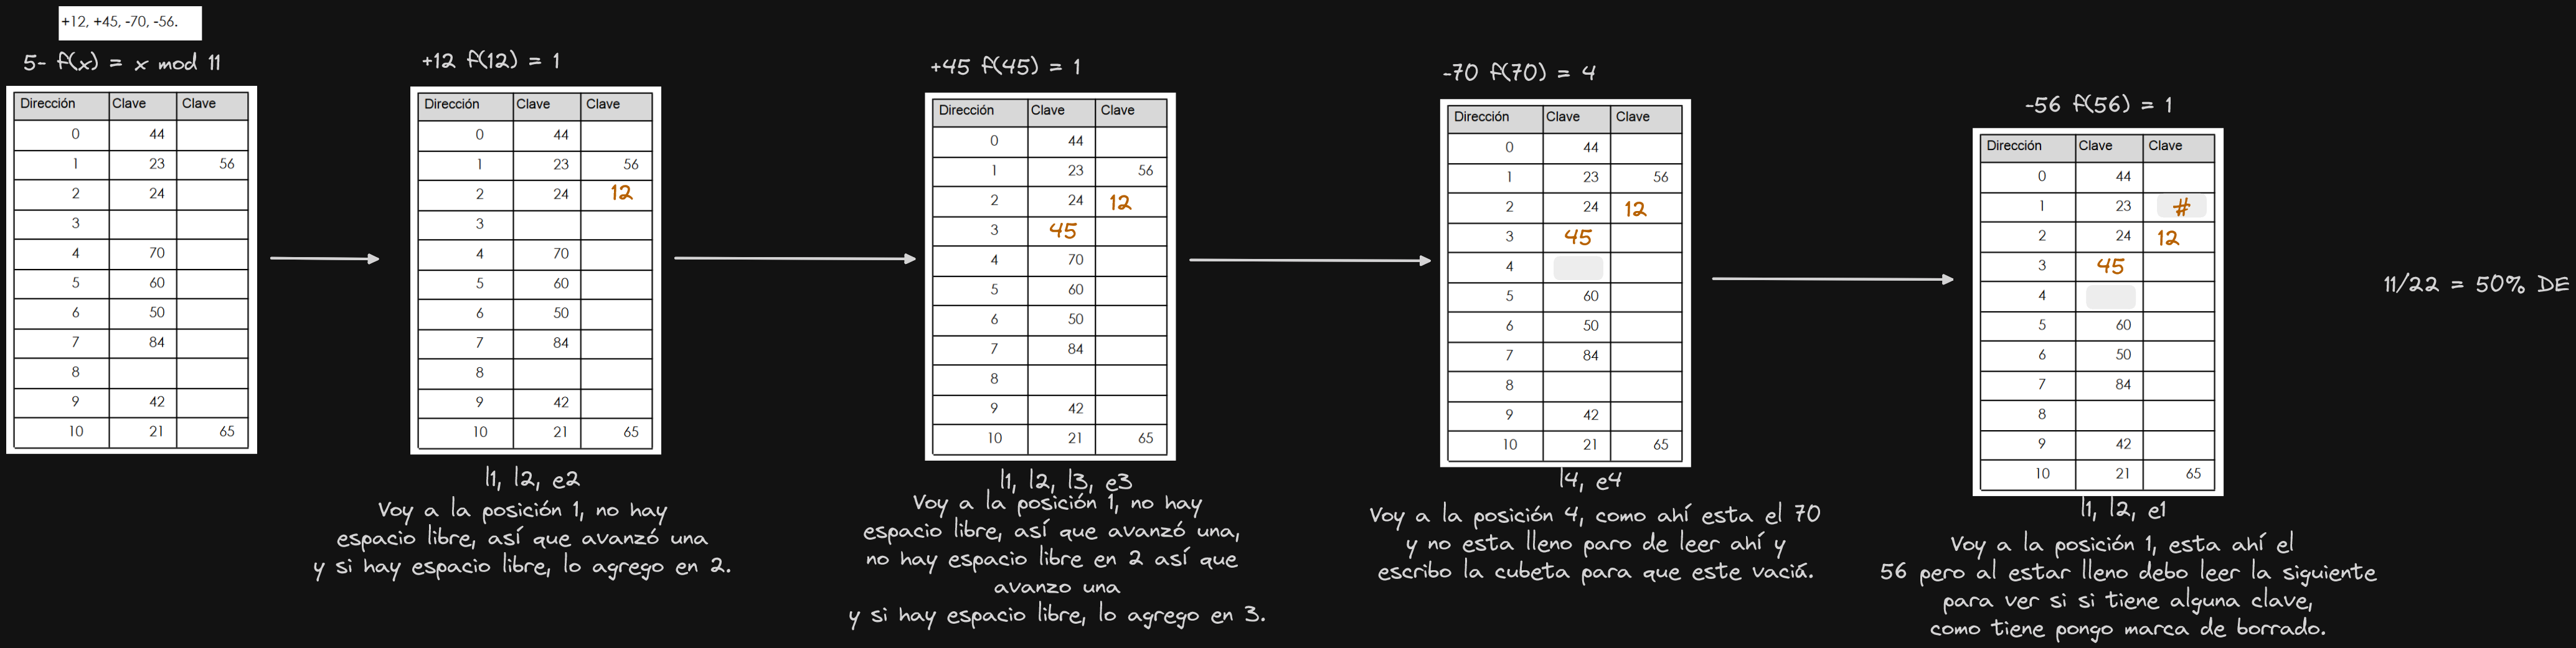 +12, +45, -70, -56.
5- f(x) = x mod 11
Dirección Clave Clave
0 44
1 23 56
2 24
3
4 70
5 60
6 50
7 84
8
9 42
10 21 65
+12 f(12) = 1
Dirección Clave Clave
0 44
1 23 56
2 24 12
3
4 70
5 60
6 50
7 84
8
9 42
10 21 65
l1, l2, e2
Voy a la posición 1, no hay
espacio libre, así que avanzó una
y si hay espacio libre, lo agrego en 2.
+45 f(45) = 1
Dirección Clave Clave
0 44
1 23 56
2 24 12
3 45
4 70
5 60
6 50
7 84
8
9 42
10 21 65
l1, l2, l3, e3
Voy a la posición 1, no hay
espacio libre, así que avanzó una,
no hay espacio libre en 2 así que
avanzo una
y si hay espacio libre, lo agrego en 3.
-70 f(70) = 4
Dirección Clave Clave
0 44
1 23 56
2 24 12
3 45
4
5 60
6 50
7 84
8
9 42
10 21 65
l4, e4
Voy a la posición 4, como ahí esta el 70
y no esta lleno paro de leer ahí y
escribo la cubeta para que este vaciá.
-56 f(56) = 1
Dirección Clave Clave
0 44
1 23 #
2 24 12
3 45
4
5 60
6 50
7 84
8
9 42
10 21 65
l1, l2, e1
Voy a la posición 1, esta ahí el
56 pero al estar lleno debo leer la siguiente
para ver si si tiene alguna clave,
como tiene pongo marca de borrado.
11/22 = 50% DE